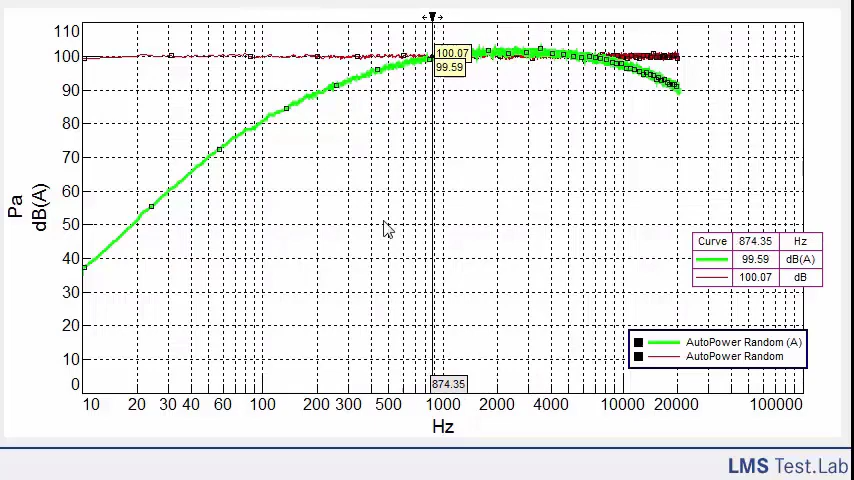 110
100
90
80
70
60
50
40
30
20
10
0
Pa
dB(A)
100.07
99.59
874.35
10 20 30 40 60 100 200 300 500 1000 2000 4000 10000 20000 100000
Hz
Curve 874.35 Hz
99.59 dB(A)
100.07 dB
AutoPower Random (A)
AutoPower Random
LMS Test.Lab